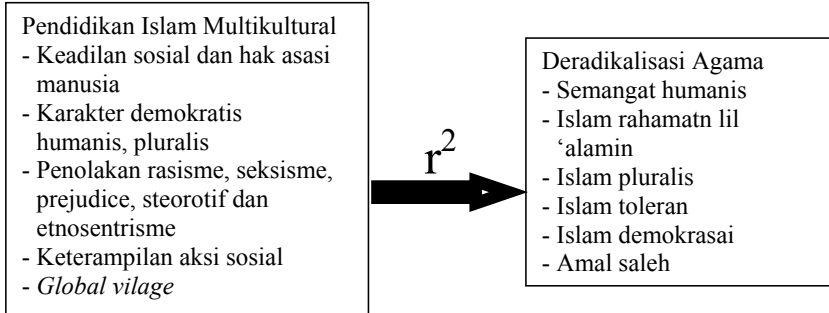 Pendidikan Islam Multikultural
- Keadilan sosial dan hak asasi
manusia
- Karakter demokratis
humanis, pluralis
- Penolakan rasisme, seksisme,
prejudice, steorotif dan
etnosentrisme
- Keterampilan aksi sosial
- Global vilage
r²
Deradikalisasi Agama
- Semangat humanis
- Islam rahamatn lil
‘alamin
- Islam pluralis
- Islam toleran
- Islam demokrasai
- Amal saleh